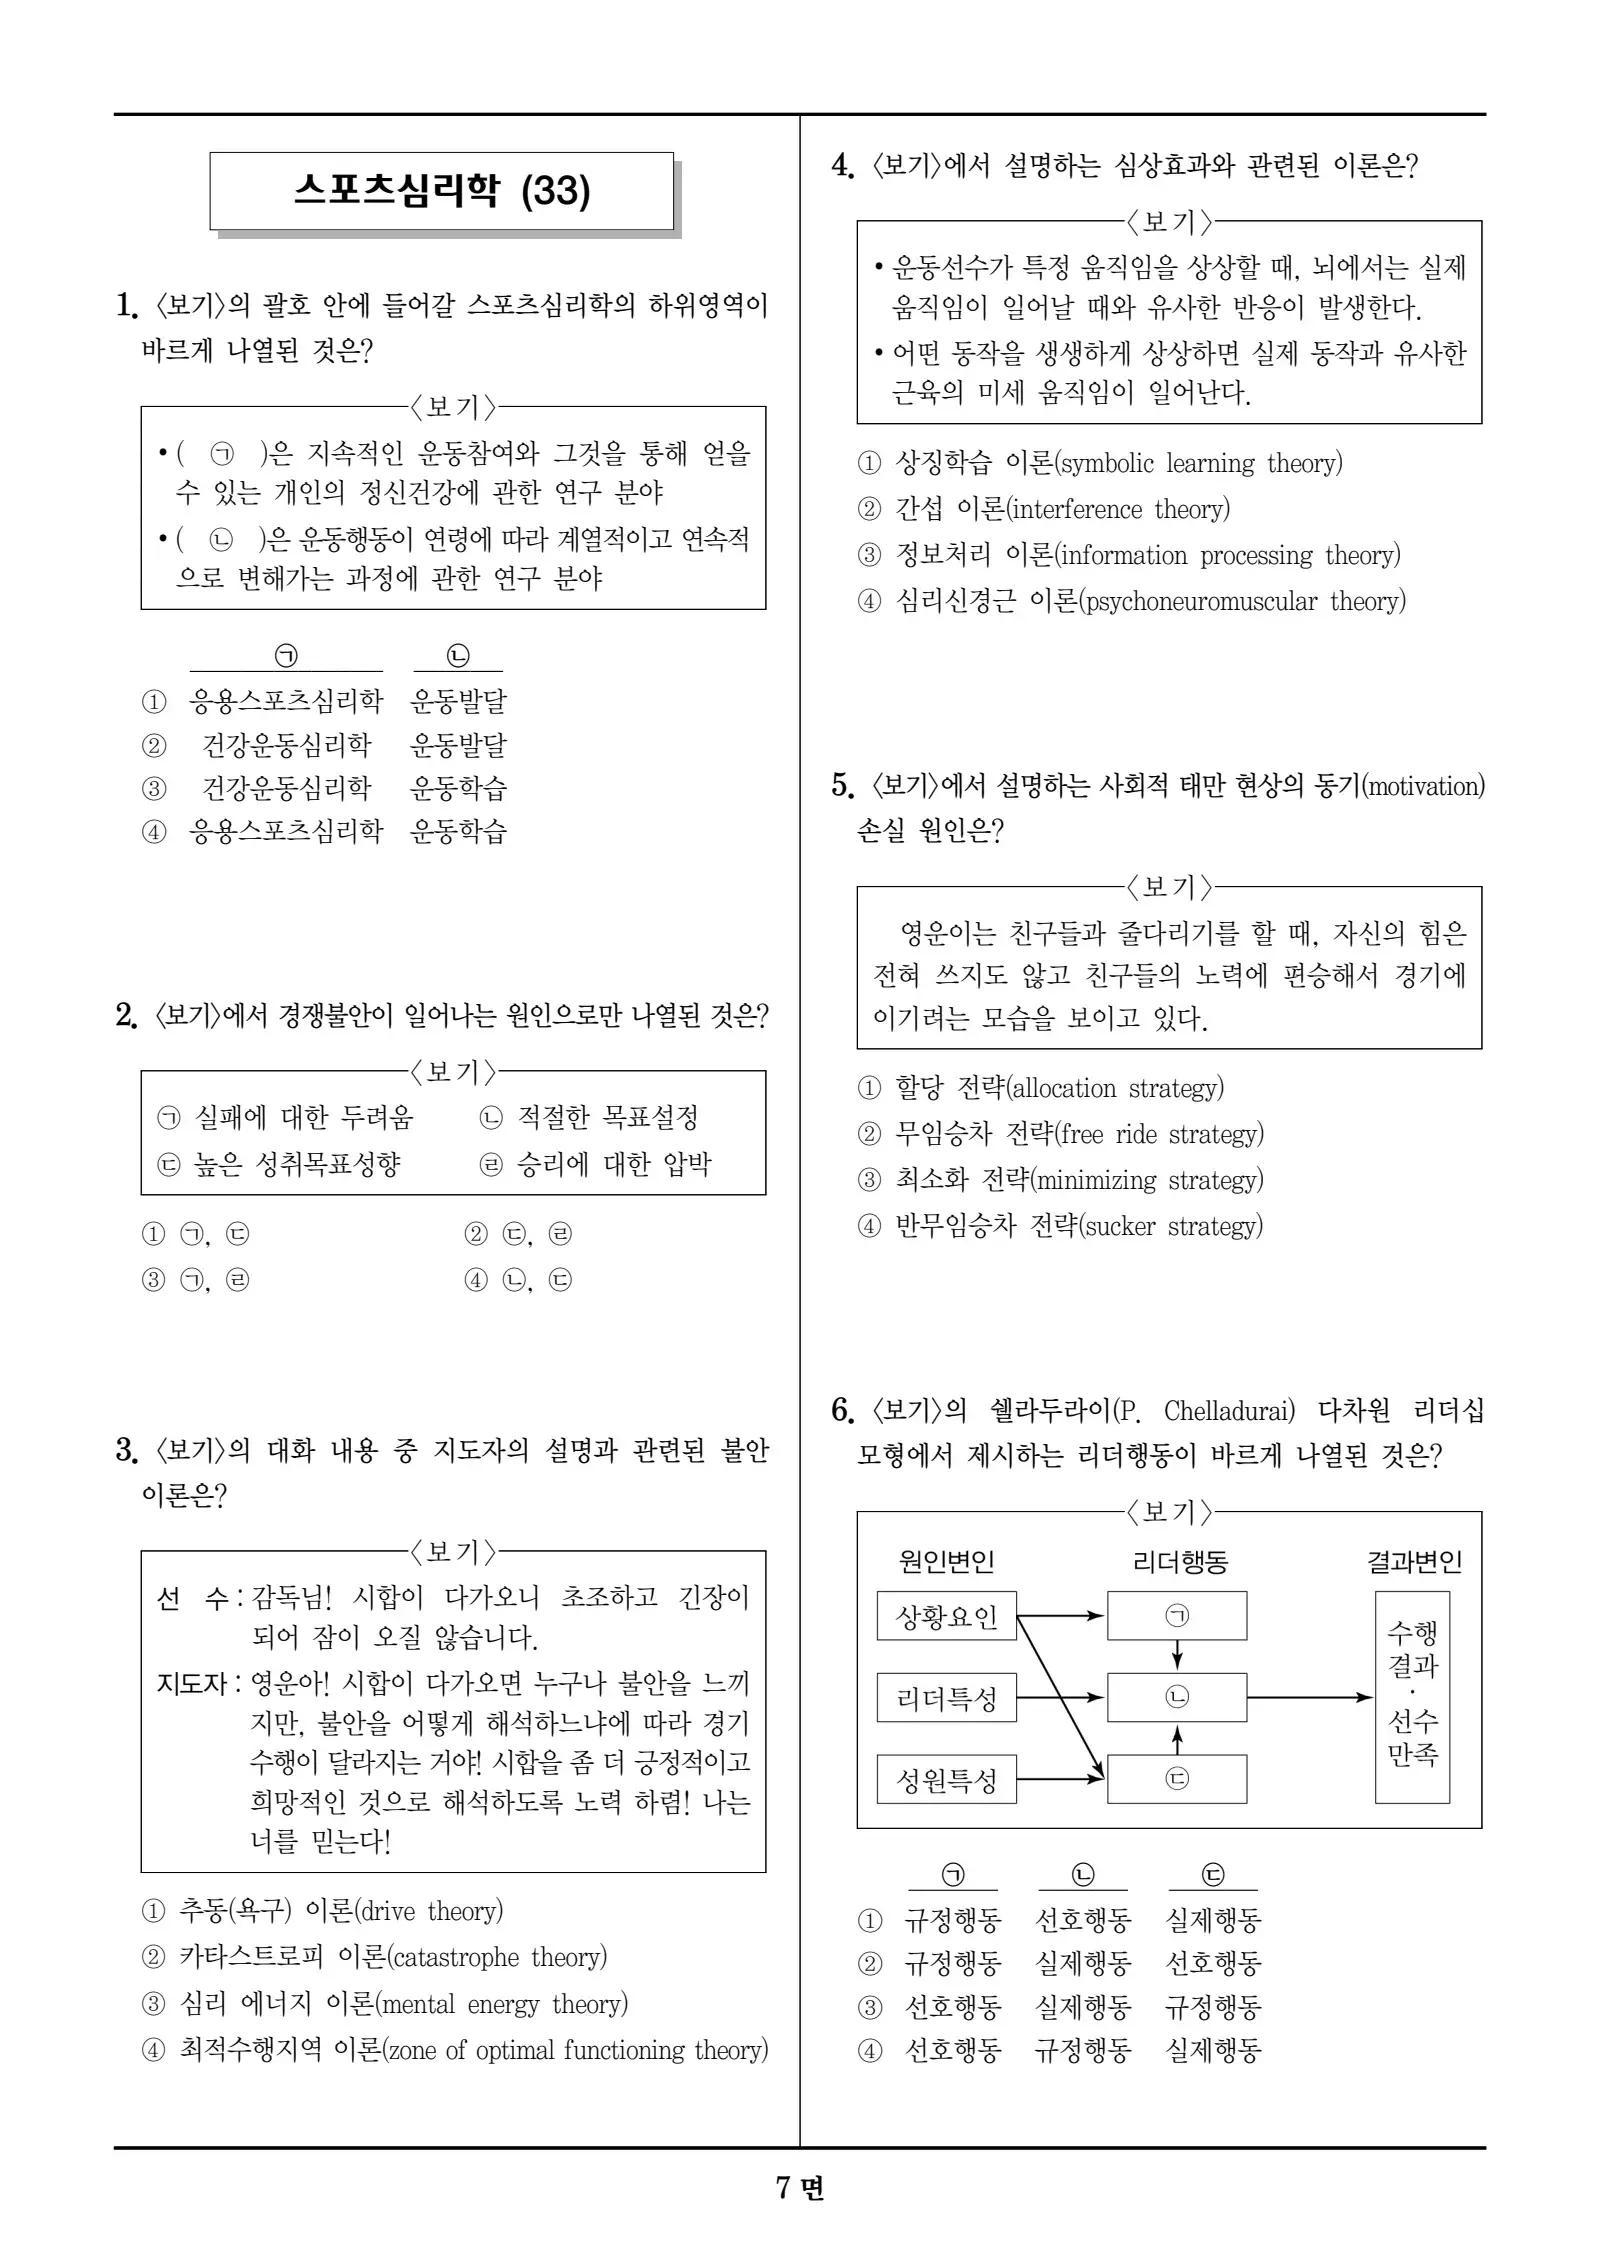 스포츠심리학 (33)
1. 〈보기〉의 괄호 안에 들어갈 스포츠심리학의 하위영역이
바르게 나열된 것은?
〈보기〉
• ( ㉠ )은 지속적인 운동참여와 그것을 통해 얻을
수 있는 개인의 정신건강에 관한 연구 분야
• ( ㉡ )은 운동행동이 연령에 따라 계열적이고 연속적
으로 변해가는 과정에 관한 연구 분야
㉠ ㉡
① 응용스포츠심리학 운동발달
② 건강운동심리학 운동발달
③ 건강운동심리학 운동학습
④ 응용스포츠심리학 운동학습
2. 〈보기〉에서 경쟁불안이 일어나는 원인으로만 나열된 것은?
〈보기〉
㉠ 실패에 대한 두려움 ㉡ 적절한 목표설정
㉢ 높은 성취목표성향 ㉣ 승리에 대한 압박
① ㉠, ㉢ ② ㉢, ㉣
③ ㉠, ㉣ ④ ㉡, ㉢
3. 〈보기〉의 대화 내용 중 지도자의 설명과 관련된 불안
이론은?
〈보기〉
선 수 : 감독님! 시합이 다가오니 초조하고 긴장이
되어 잠이 오질 않습니다.
지도자 : 영운아! 시합이 다가오면 누구나 불안을 느끼
지만, 불안을 어떻게 해석하느냐에 따라 경기
수행이 달라지는 거야! 시합을 좀 더 긍정적이고
희망적인 것으로 해석하도록 노력 하렴! 나는
너를 믿는다!
① 추동(욕구) 이론(drive theory)
② 카타스트로피 이론(catastrophe theory)
③ 심리 에너지 이론(mental energy theory)
④ 최적수행지역 이론(zone of optimal functioning theory)
4. 〈보기〉에서 설명하는 심상효과와 관련된 이론은?
〈보기〉
• 운동선수가 특정 움직임을 상상할 때, 뇌에서는 실제
움직임이 일어날 때와 유사한 반응이 발생한다.
• 어떤 동작을 생생하게 상상하면 실제 동작과 유사한
근육의 미세 움직임이 일어난다.
① 상징학습 이론(symbolic learning theory)
② 간섭 이론(interference theory)
③ 정보처리 이론(information processing theory)
④ 심리신경근 이론(psychoneuromuscular theory)
5. 〈보기〉에서 설명하는 사회적 태만 현상의 동기(motivation)
손실 원인은?
〈보기〉
영운이는 친구들과 줄다리기를 할 때, 자신의 힘은
전혀 쓰지도 않고 친구들의 노력에 편승해서 경기에
이기려는 모습을 보이고 있다.
① 할당 전략(allocation strategy)
② 무임승차 전략(free ride strategy)
③ 최소화 전략(minimizing strategy)
④ 반무임승차 전략(sucker strategy)
6. 〈보기〉의 쉘라두라이(P. Chelladurai) 다차원 리더십
모형에서 제시하는 리더행동이 바르게 나열된 것은?
〈보기〉
원인변인 리더행동 결과변인
상황요인 ㉠
리더특성 ㉡
성원특성 ㉢
수행
결과
·
선수
만족
㉠ ㉡ ㉢
① 규정행동 선호행동 실제행동
② 규정행동 실제행동 선호행동
③ 선호행동 실제행동 규정행동
④ 선호행동 규정행동 실제행동
7 면